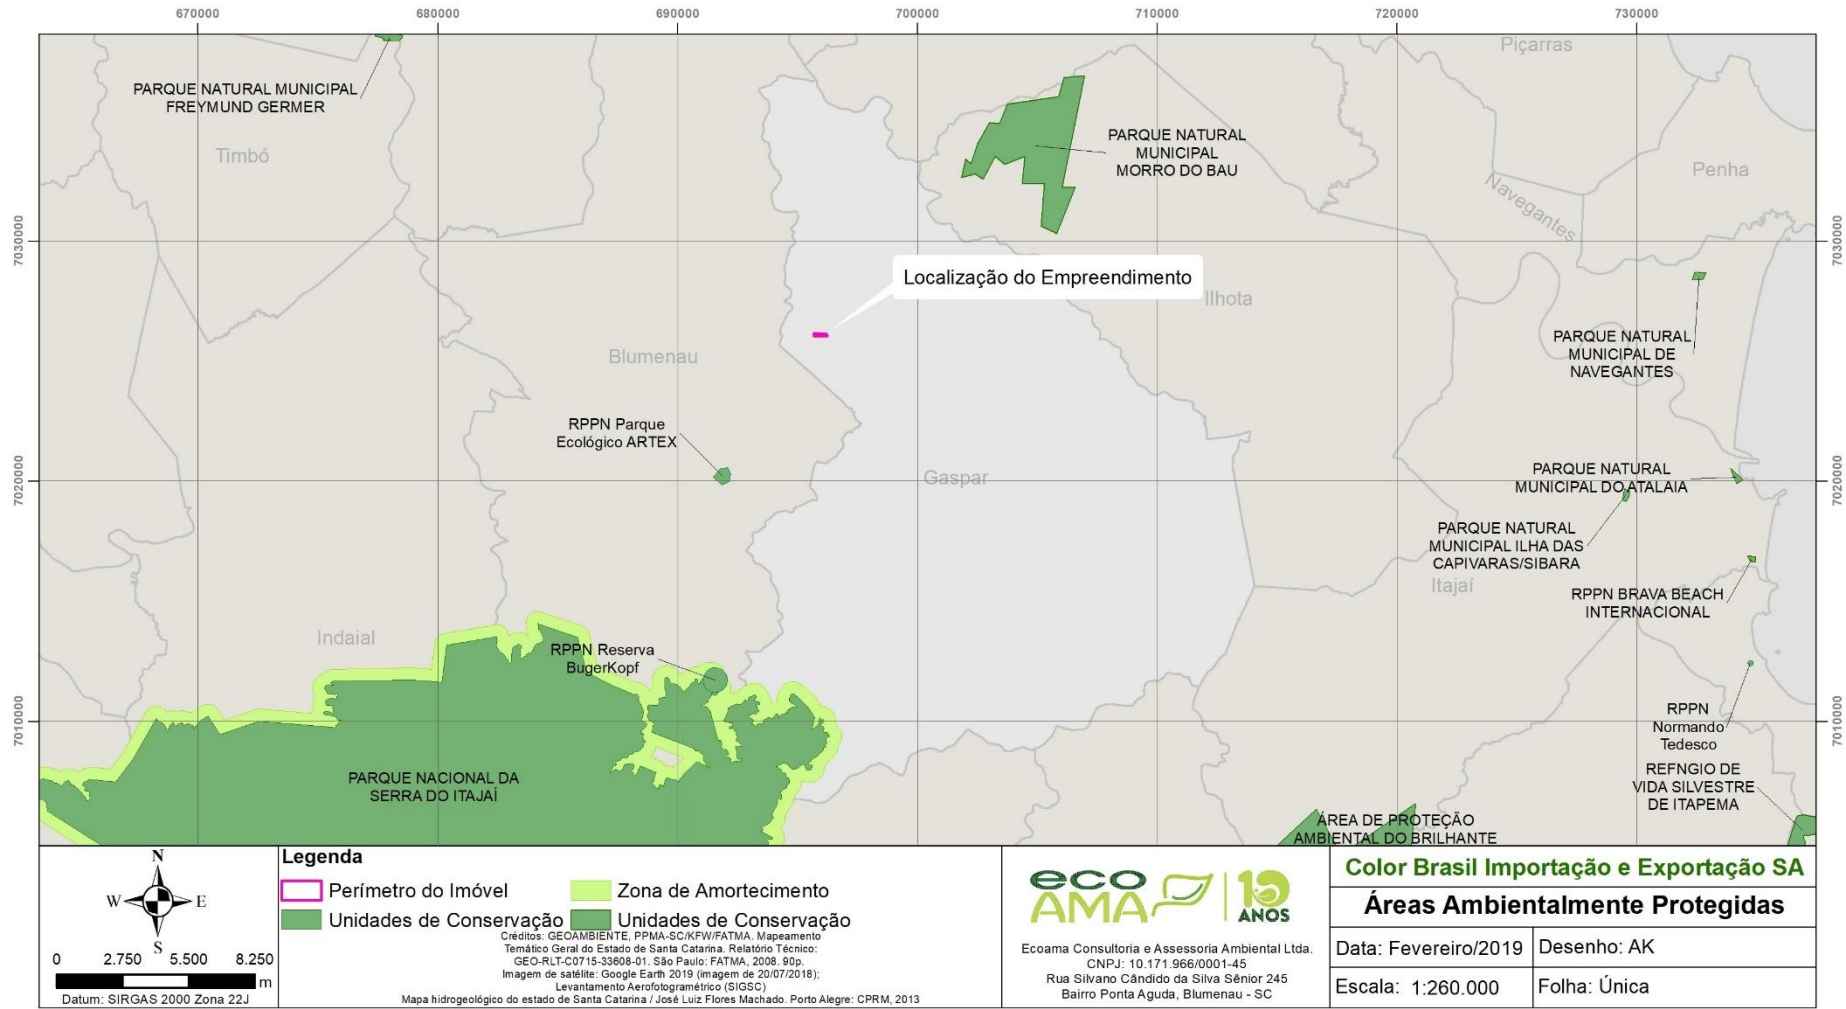 670000
680000
690000
700000
710000
720000
730000
Piçarras
PARQUE NATURAL MUNICIPAL
FREYMUND GERMER
Timbó
PARQUE NATURAL
MUNICIPAL
MORRO DO BAU
Penha
Navegantes
7030000
7030000
Localização do Empreendimento
Ilhota
Blumenau
PARQUE NATURAL
MUNICIPAL DE
NAVEGANTES
RPPN Parque
Ecológico ARTEX
Gaspar
7020000
7020000
PARQUE NATURAL
MUNICIPAL DO ATALAIA
PARQUE NATURAL
MUNICIPAL ILHA DAS
CAPIVARAS/SIBARA
Itajaí
RPPN BRAVA BEACH
INTERNACIONAL
Indaial
RPPN Reserva
BugerKopf
7010000
7010000
RPPN
Normando
Tedesco
PARQUE NACIONAL DA
SERRA DO ITAJAÍ
REFNGIO DE
VIDA SILVESTRE
DE ITAPEMA
ÁREA DE PROTEÇÃO
AMBIENTAL DO BRILHANTE
N
W
E
S
0 2.750 5.500 8.250
m
Datum: SIRGAS 2000 Zona 22J
Legenda
Perímetro do Imóvel
Zona de Amortecimento
Unidades de Conservação
Unidades de Conservação
Créditos: GEOAMBIENTE, PPMA-SC/KFW/FATMA. Mapeamento
Temático Geral do Estado de Santa Catarina. Relatório Técnico:
GEO-RLT-C0715-33608-01. São Paulo: FATMA, 2008. 90p.
Imagem de satélite: Google Earth 2019 (imagem de 20/07/2018);
Levantamento Aerofotogramétrico (SIGSC)
Mapa hidrogeológico do estado de Santa Catarina / José Luiz Flores Machado. Porto Alegre: CPRM, 2013
eco
AMA
10
ANOS
Ecoama Consultoria e Assessoria Ambiental Ltda.
CNPJ: 10.171.966/0001-45
Rua Silvano Cândido da Silva Sênior 245
Bairro Ponta Aguda, Blumenau - SC
Color Brasil Importação e Exportação SA
Áreas Ambientalmente Protegidas
Data: Fevereiro/2019
Desenho: AK
Escala: 1:260.000
Folha: Única